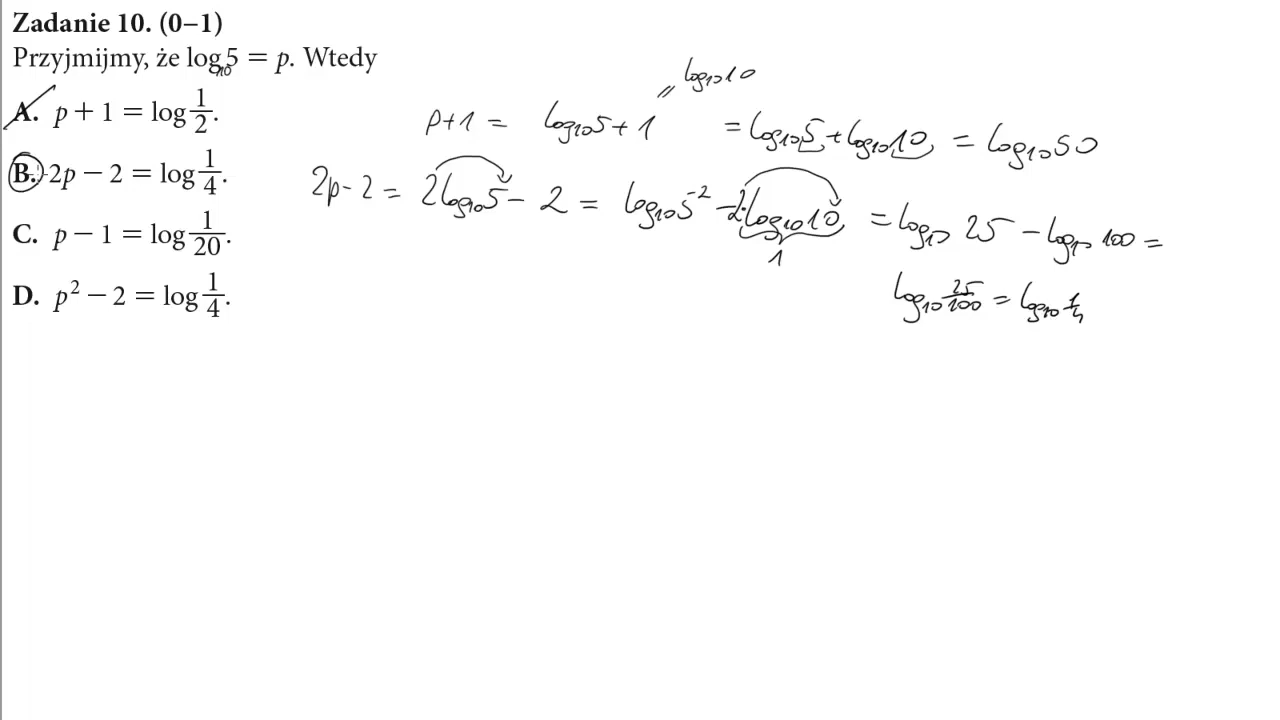 Zadanie 10. (0–1)
Przyjmijmy, że log₁₀5 = p. Wtedy
A. p + 1 = log 1/2.
B. 2p − 2 = log 1/4.
C. p − 1 = log 1/20.
D. p² − 2 = log 1/4.
log₁₀10
p+1 = log₁₀5 + 1 = log₁₀5 + log₁₀10 = log₁₀50
2p - 2 = 2log₁₀5 - 2 = log₁₀5² - 2·log₁₀10 = log₁₀ 25 - log₁₀ 100 =
1
log₁₀ 25/100 = log₁₀ 1/4